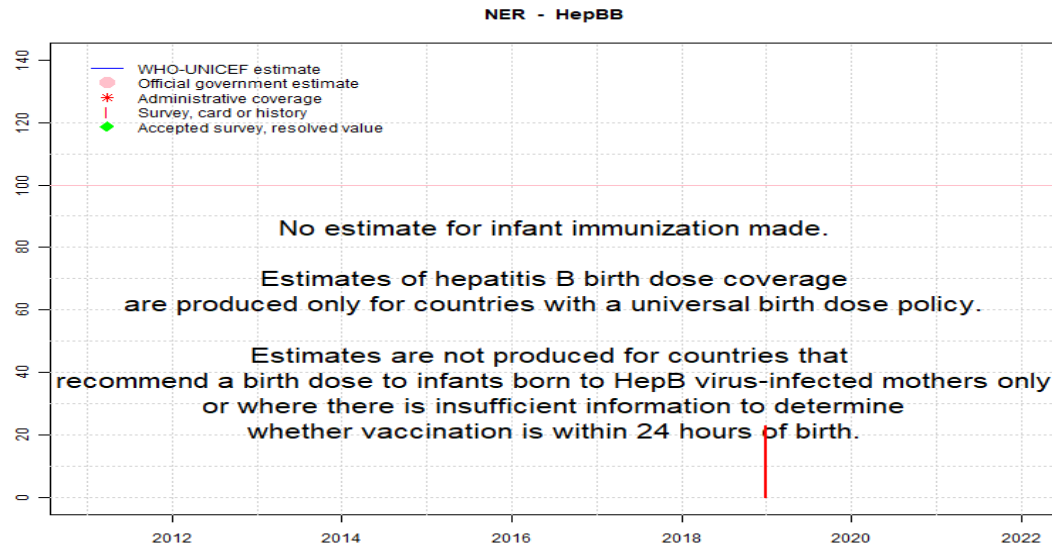 NER - HepBB
WHO-UNICEF estimate
Official government estimate
Administrative coverage
Survey, card or history
Accepted survey, resolved value
No estimate for infant immunization made.
Estimates of hepatitis B birth dose coverage
are produced only for countries with a universal birth dose policy.
Estimates are not produced for countries that
recommend a birth dose to infants born to HepB virus-infected mothers only
or where there is insufficient information to determine
whether vaccination is within 24 hours of birth.
140
120
100
80
60
40
20
0
2012 2014 2016 2018 2020 2022